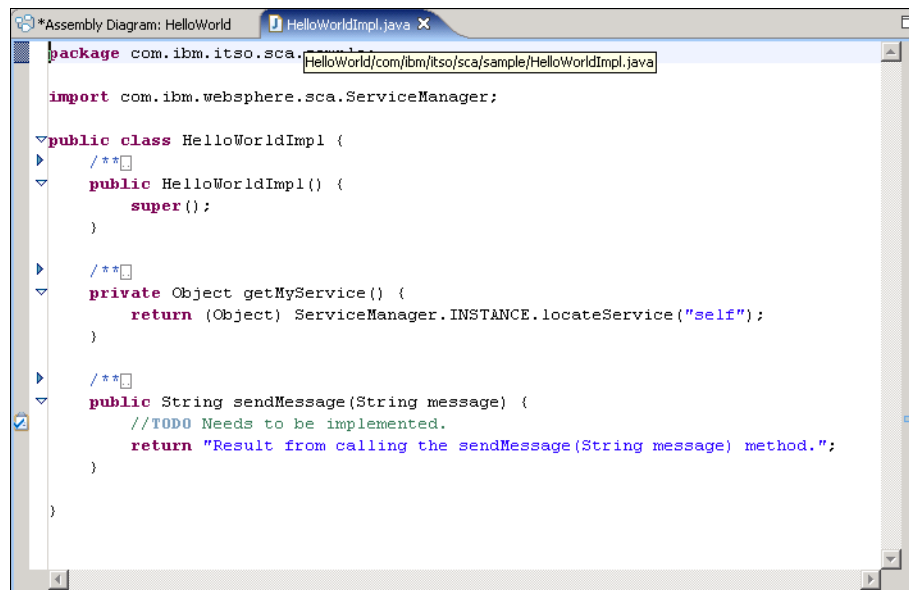 *Assembly Diagram: HelloWorld
HelloWorldImpl.java
package com.ibm.itso.sca.
HelloWorld/com/ibm/itso/sca/sample/HelloWorldImpl.java
import com.ibm.websphere.sca.ServiceManager;
public class HelloWorldImpl {
/**
public HelloWorldImpl() {
super();
}
/**
private Object getMyService() {
return (Object) ServiceManager.INSTANCE.locateService("self");
}
/**
public String sendMessage(String message) {
//TODO Needs to be implemented.
return "Result from calling the sendMessage(String message) method.";
}
}